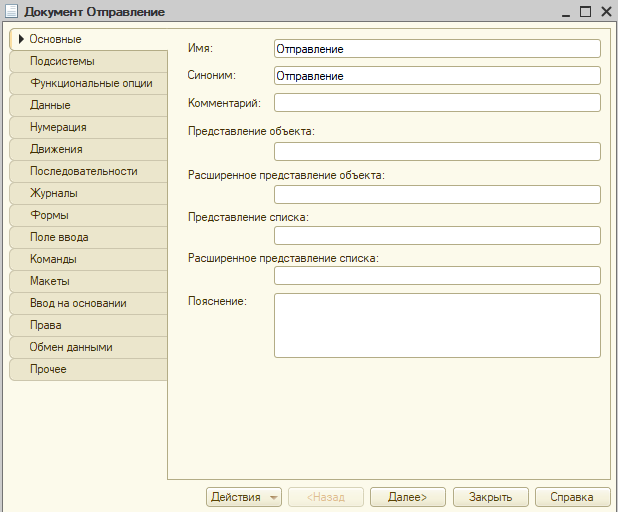 Документ Отправление
Основные
Подсистемы
Функциональные опции
Данные
Нумерация
Движения
Последовательности
Журналы
Формы
Поле ввода
Команды
Макеты
Ввод на основании
Права
Обмен данными
Прочее
Имя: Отправление
Синоним: Отправление
Комментарий:
Представление объекта:
Расширенное представление объекта:
Представление списка:
Расширенное представление списка:
Пояснение:
Действия <Назад Далее> Закрыть Справка